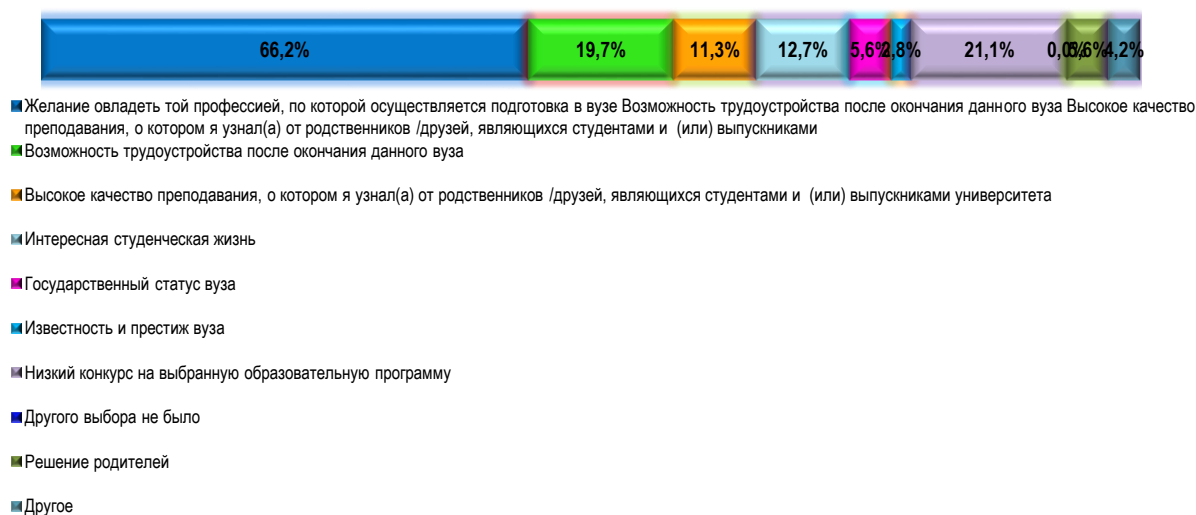 66,2% 19,7% 11,3% 12,7% 5,6% 2,8% 21,1% 0,0% 5,6% 4,2%
Желание овладеть той профессией, по которой осуществляется подготовка в вузе Возможность трудоустройства после окончания данного вуза Высокое качество
преподавания, о котором я узнал(а) от родственников /друзей, являющихся студентами и (или) выпускниками
Возможность трудоустройства после окончания данного вуза
Высокое качество преподавания, о котором я узнал(а) от родственников /друзей, являющихся студентами и (или) выпускниками университета
Интересная студенческая жизнь
Государственный статус вуза
Известность и престиж вуза
Низкий конкурс на выбранную образовательную программу
Другого выбора не было
Решение родителей
Другое